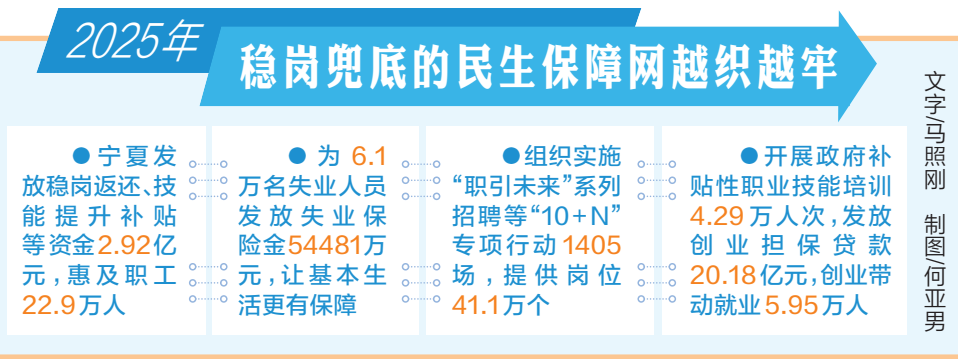 2025年
稳岗兜底的民生保障网越织越牢
●宁夏发
放稳岗返还、技
能提升补贴
等资金2.92亿
元，惠及职工
22.9万人
●为6.1
万名失业人员
发放失业保
险金54481万
元，让基本生
活更有保障
●组织实施
“职引未来”系列
招聘等“10+N”
专项行动1405
场，提供岗位
41.1万个
●开展政府补
贴性职业技能培训
4.29万人次，发放
创业担保贷款
20.18亿元，创业带
动就业5.95万人
文字/马照刚 制图/何亚男